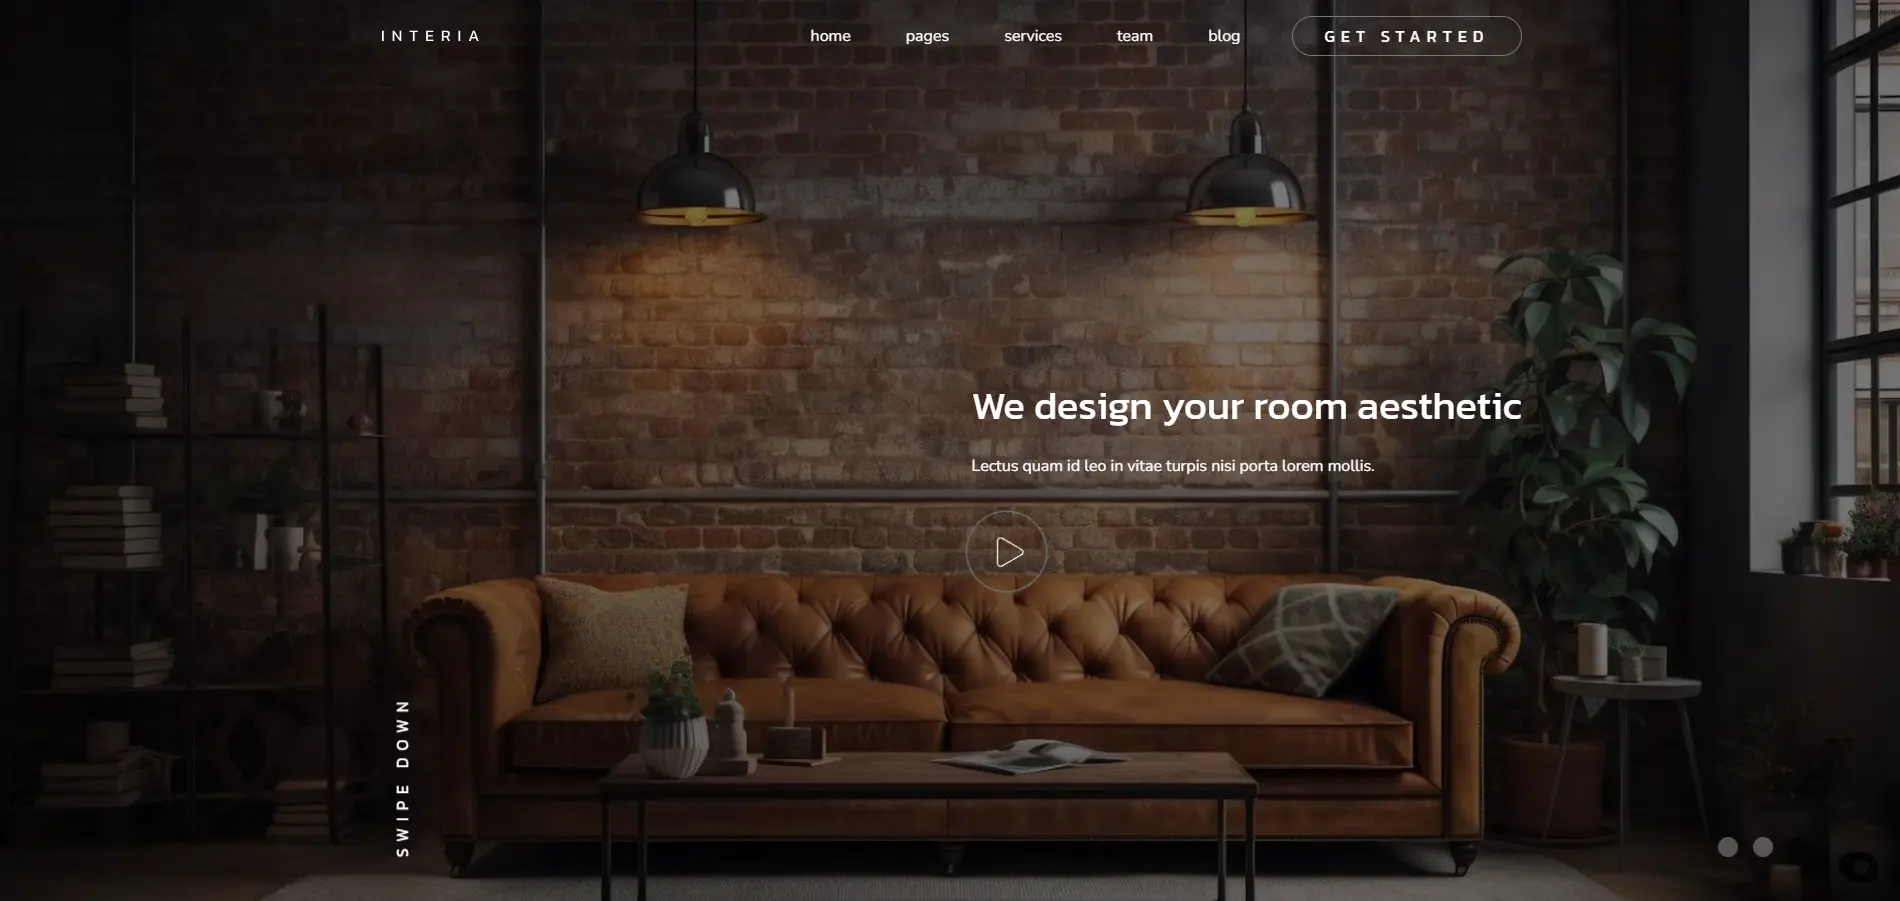 INTERIA
home
pages
services
team
blog
GET STARTED
We design your room aesthetic
Lectus quam id leo in vitae turpis nisi porta lorem mollis.
SWIPE DOWN